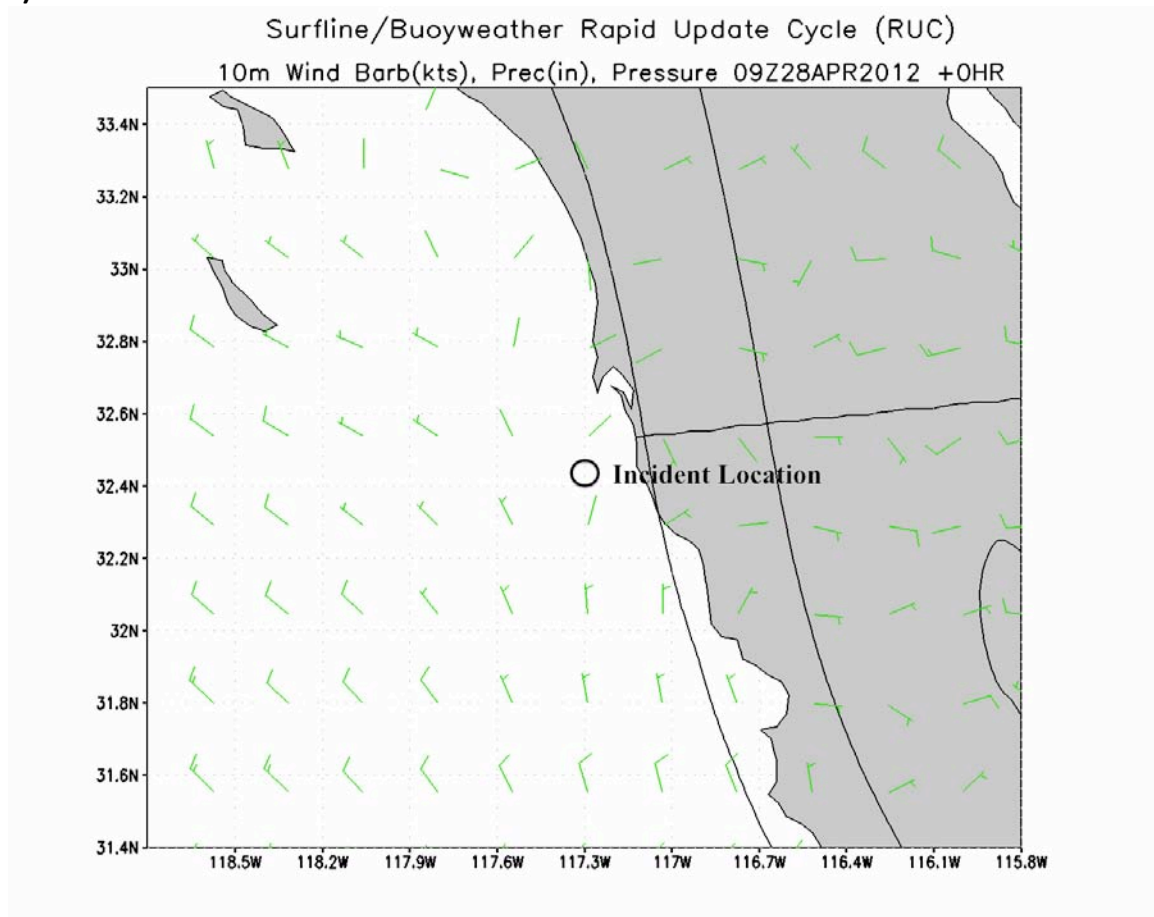 Surfline/Buoyweather Rapid Update Cycle (RUC)
10m Wind Barb(kts), Prec(in), Pressure 09Z28APR2012 +0HR
33.4N
33.2N
33N
32.8N
32.6N
32.4N
32.2N
32N
31.8N
31.6N
31.4N
Incident Location
118.5W 118.2W 117.9W 117.6W 117.3W 117W 116.7W 116.4W 116.1W 115.8W